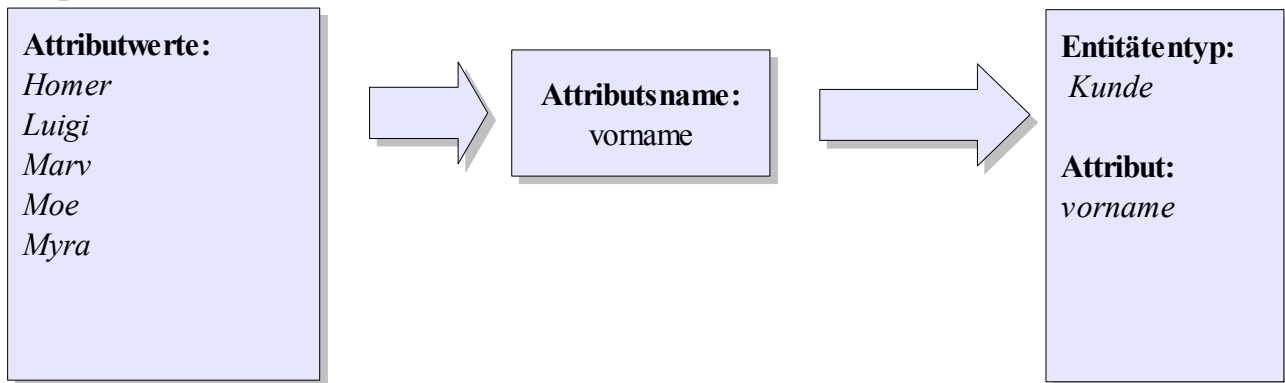 Attributwerte:
Homer
Luigi
Marv
Moe
Myra
Attributsname:
vorname
Entitätentyp:
Kunde
Attribut:
vorname